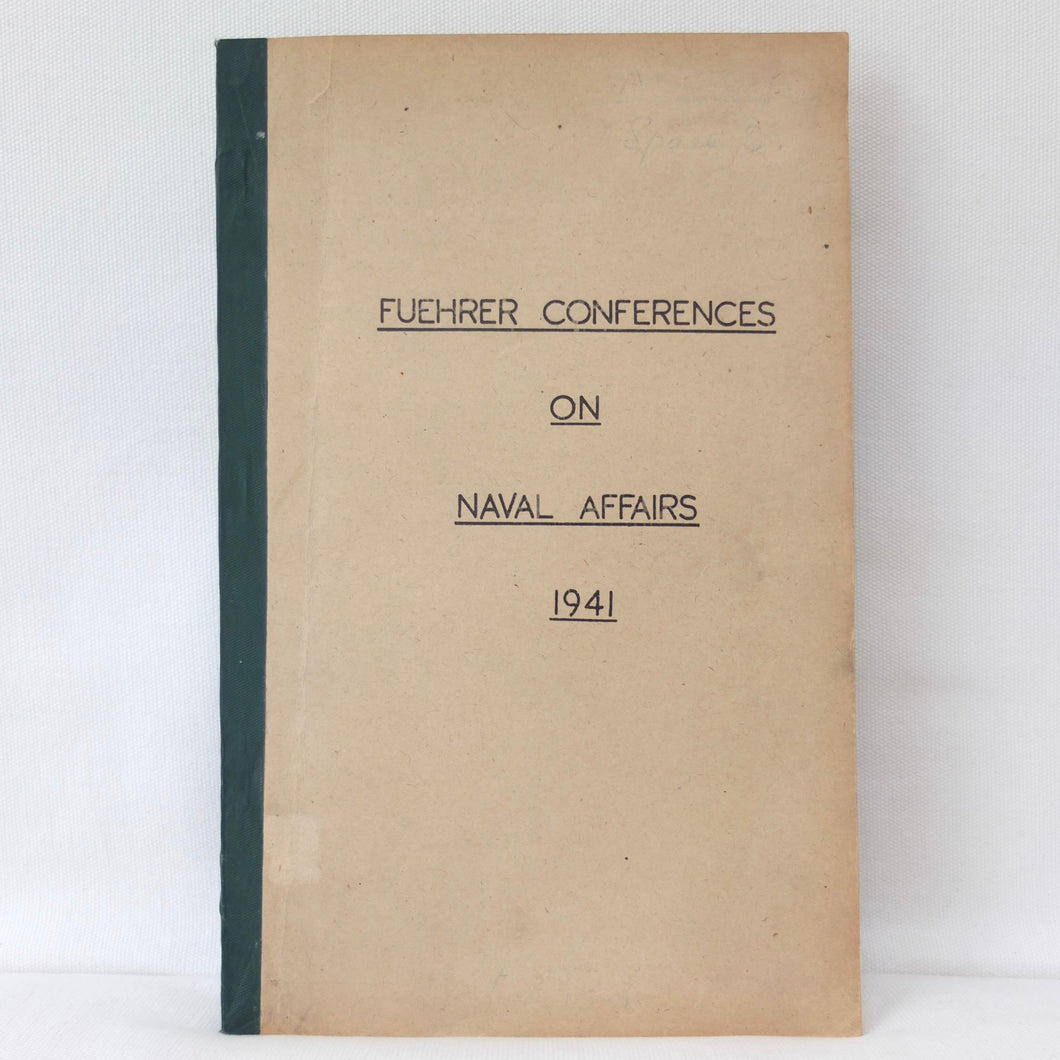 FUEHRER CONFERENCES
ON
NAVAL AFFAIRS
1941